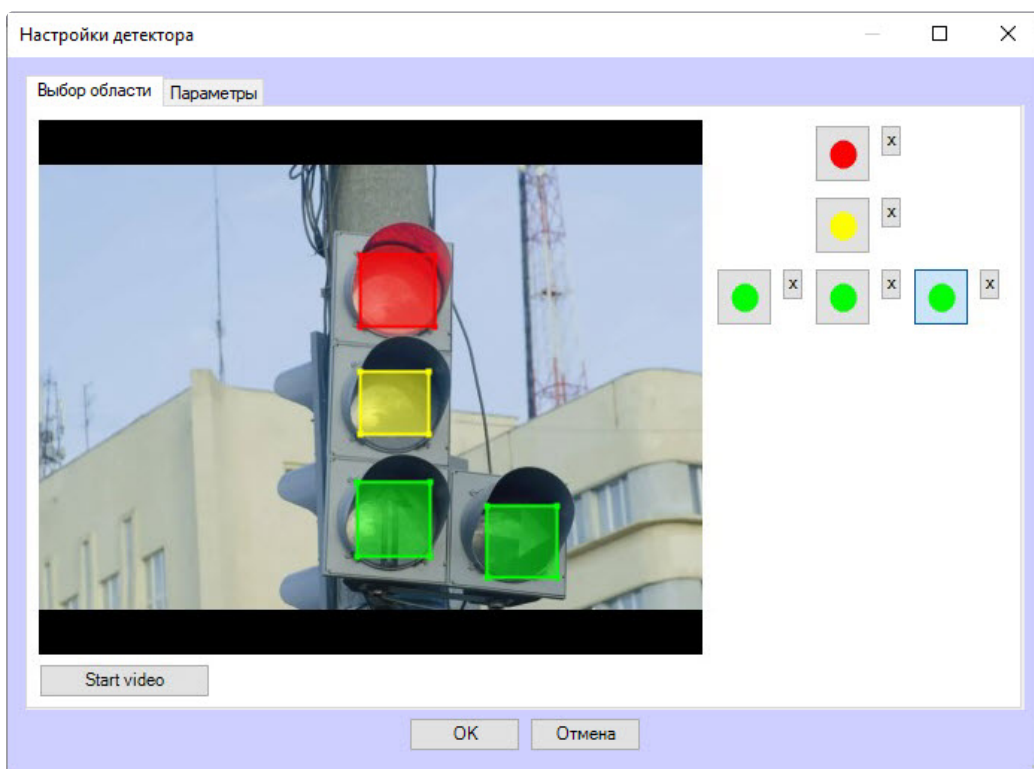 Настройки детектора
Выбор области Параметры
x
x
x x x
Start video
OK Отмена